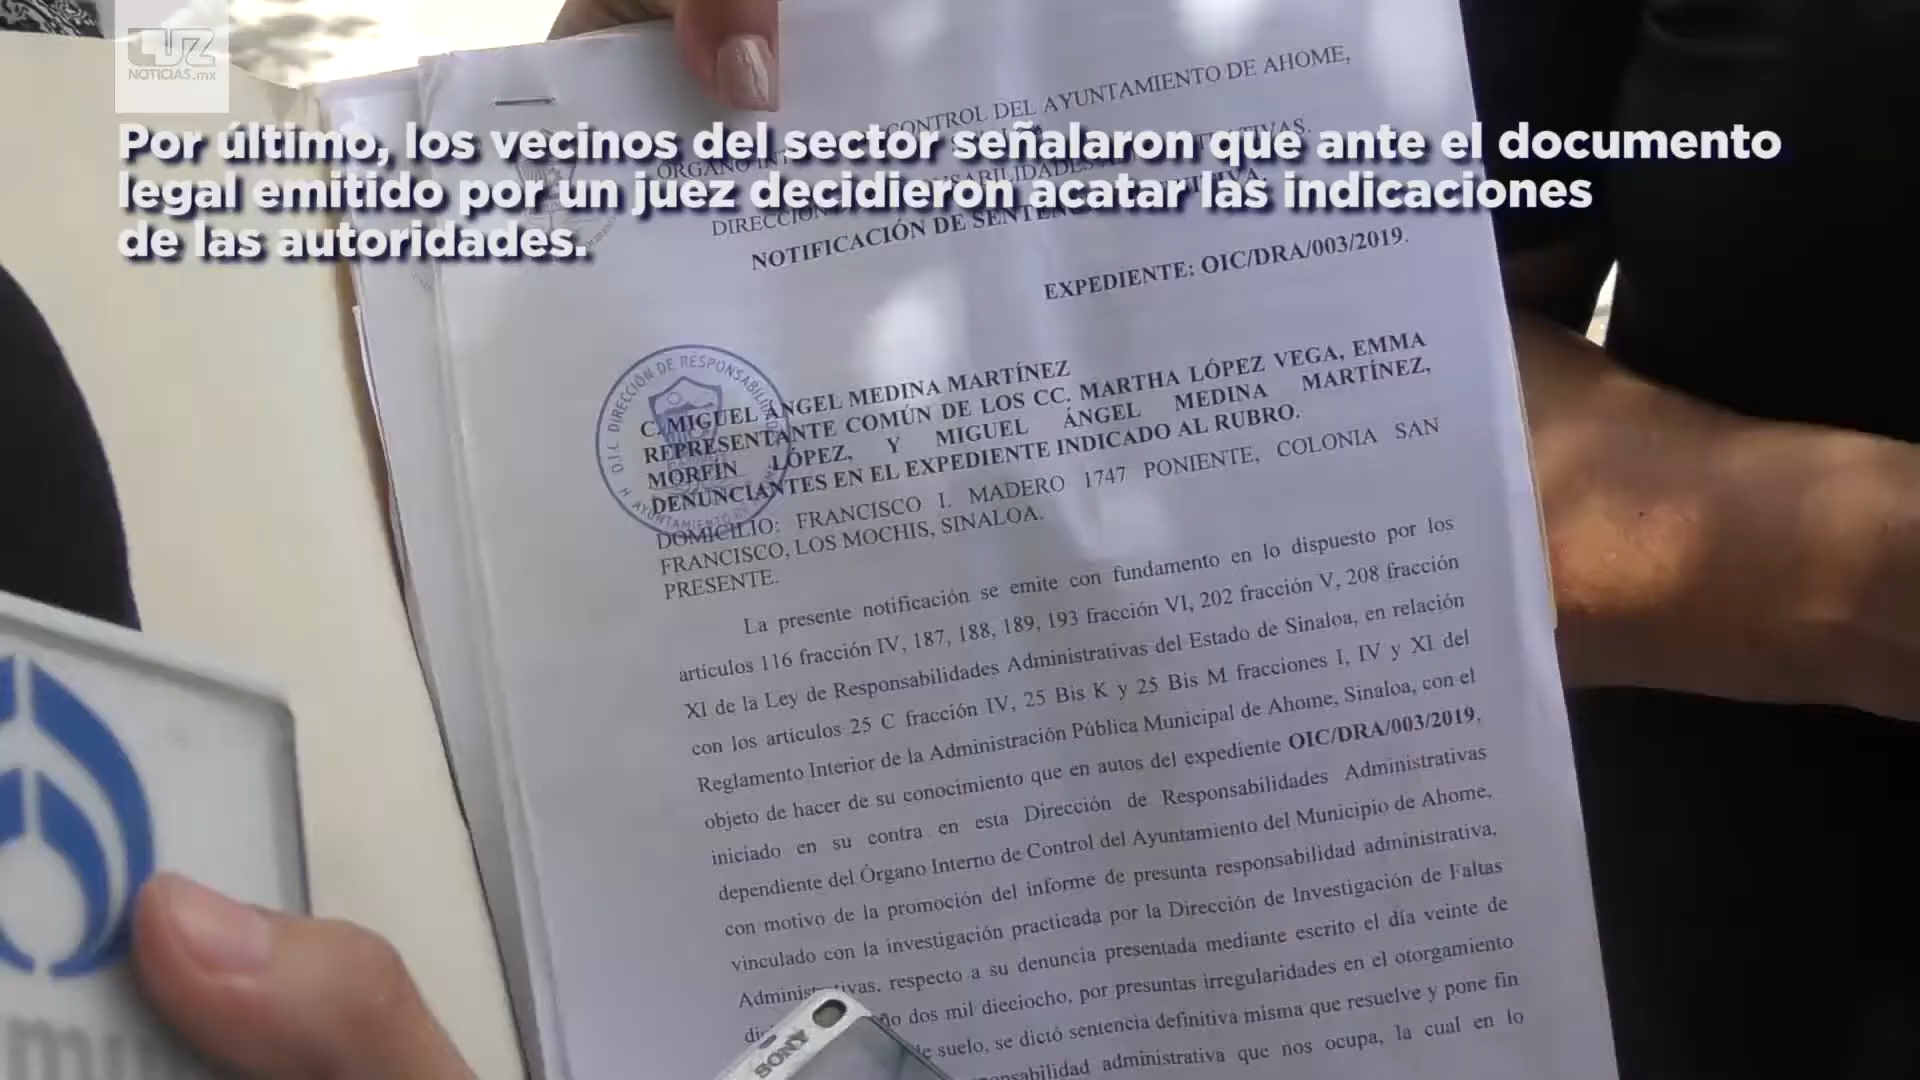 LUZ
NOTICIAS.mx
Por último, los vecinos del sector señalaron que ante el documento
legal emitido por un juez decidieron acatar las indicaciones
de las autoridades.
CONTROL DEL AYUNTAMIENTO DE AHOME,
ÓRGANO
DIRECCIÓN
NOTIFICACIÓN DE SENTENCIA
EXPEDIENTE: OIC/DRA/003/2019.
O.I.C. DIRECCIÓN DE RESPONSABILIDADES
H. AYUNTAMIENTO DE
C. MIGUEL ÁNGEL MEDINA MARTÍNEZ
REPRESENTANTE COMÚN DE LOS CC. MARTHA LÓPEZ VEGA, EMMA
MORFÍN LÓPEZ, Y MIGUEL ÁNGEL MEDINA MARTÍNEZ,
DENUNCIANTES EN EL EXPEDIENTE INDICADO AL RUBRO.
DOMICILIO: FRANCISCO I. MADERO 1747 PONIENTE, COLONIA SAN
FRANCISCO, LOS MOCHIS, SINALOA.
PRESENTE.
La presente notificación se emite con fundamento en lo dispuesto por los
artículos 116 fracción IV, 187, 188, 189, 193 fracción VI, 202 fracción V, 208 fracción
XI de la Ley de Responsabilidades Administrativas del Estado de Sinaloa, en relación
con los artículos 25 C fracción IV, 25 Bis K y 25 Bis M fracciones I, IV y XI del
Reglamento Interior de la Administración Pública Municipal de Ahome, Sinaloa, con el
objeto de hacer de su conocimiento que en autos del expediente OIC/DRA/003/2019,
iniciado en su contra en esta Dirección de Responsabilidades Administrativas
dependiente del Órgano Interno de Control del Ayuntamiento del Municipio de Ahome,
con motivo de la promoción del informe de presunta responsabilidad administrativa,
vinculado con la investigación practicada por la Dirección de Investigación de Faltas
Administrativas, respecto a su denuncia presentada mediante escrito el día veinte de
dos mil dieciocho, por presuntas irregularidades en el otorgamiento
de suelo, se dictó sentencia definitiva misma que resuelve y pone fin
administrativa que nos ocupa, la cual en lo
SONY